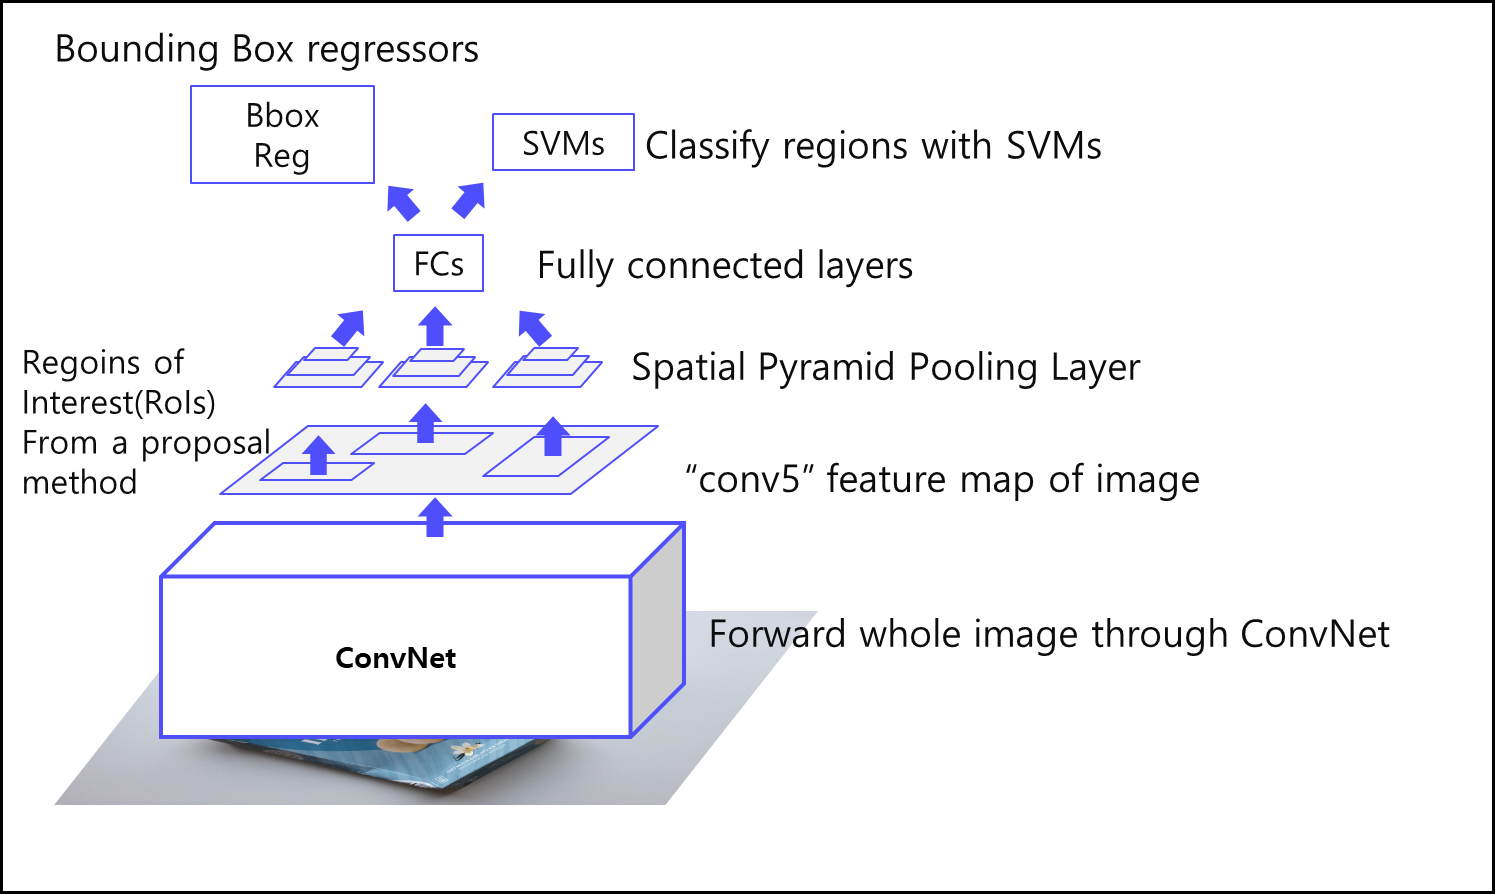 Bounding Box regressors
Bbox
Reg
SVMs
Classify regions with SVMs
FCs
Fully connected layers
Regoins of
Interest(RoIs)
From a proposal
method
Spatial Pyramid Pooling Layer
“conv5” feature map of image
ConvNet
Forward whole image through ConvNet